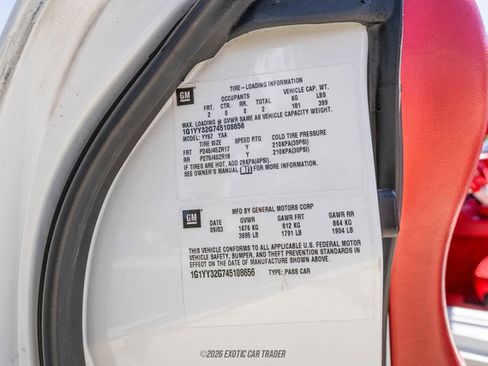 GM
TIRE-LOADING INFORMATION
OCCUPANTS VEHICLE CAP. WT.
FRT. CTR. RR. TOTAL KG LBS
2 0 0 2 181 399
MAX. LOADING @ GVWR SAME AS VEHICLE CAPACITY WEIGHT.
1G1YY32G745108656
MODEL: YY67 YAA
TIRE SIZE SPEED RTG COLD TIRE PRESSURE
FRT P245/45ZR17 Y 210KPA(30PSI)
RR P275/40ZR18 Y 210KPA(30PSI)
IF TIRES ARE HOT, ADD 28KPA(4PSI).
SEE OWNER'S MANUAL FOR MORE INFORMATION.
GM
MFD BY GENERAL MOTORS CORP
DATE GVWR GAWR FRT GAWR RR
09/03 1676 KG 812 KG 864 KG
3695 LB 1791 LB 1904 LB
THIS VEHICLE CONFORMS TO ALL APPLICABLE U.S. FEDERAL MOTOR
VEHICLE SAFETY, BUMPER, AND THEFT PREVENTION STANDARDS IN
EFFECT ON THE DATE OF MANUFACTURE SHOWN ABOVE.
1G1YY32G745108656 TYPE: PASS CAR
©2026 EXOTIC CAR TRADER